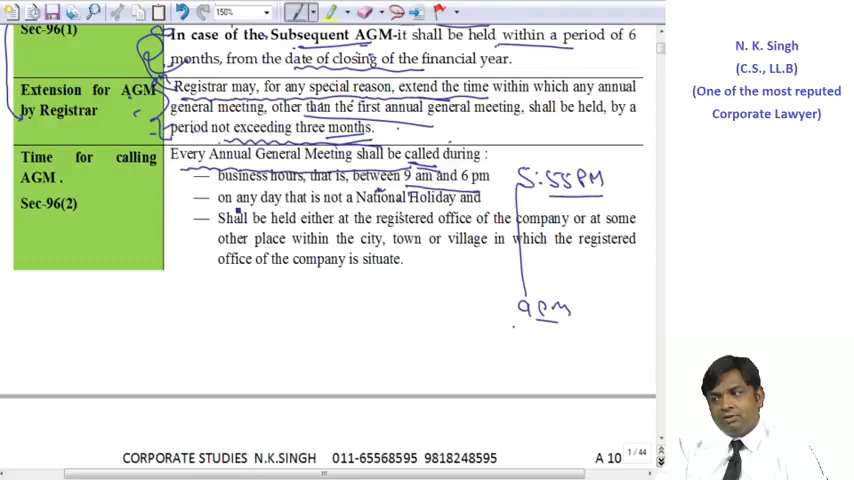 150%
N. K. Singh
(C.S., LL.B)
(One of the most reputed
Corporate Lawyer)
Sec-96(1)
In case of the Subsequent AGM-it shall be held within a period of 6
months, from the date of closing of the financial year.
Extension for AGM
by Registrar
Registrar may, for any special reason, extend the time within which any annual
general meeting, other than the first annual general meeting, shall be held, by a
period not exceeding three months.
Time for calling
AGM .
Sec-96(2)
Every Annual General Meeting shall be called during :
— business hours, that is, between 9 am and 6 pm
— on any day that is not a National Holiday and
— Shall be held either at the registered office of the company or at some
other place within the city, town or village in which the registered
office of the company is situate.
5:55 PM
9 PM
CORPORATE STUDIES N.K.SINGH 011-65568595 9818248595 A 10
1 / 44